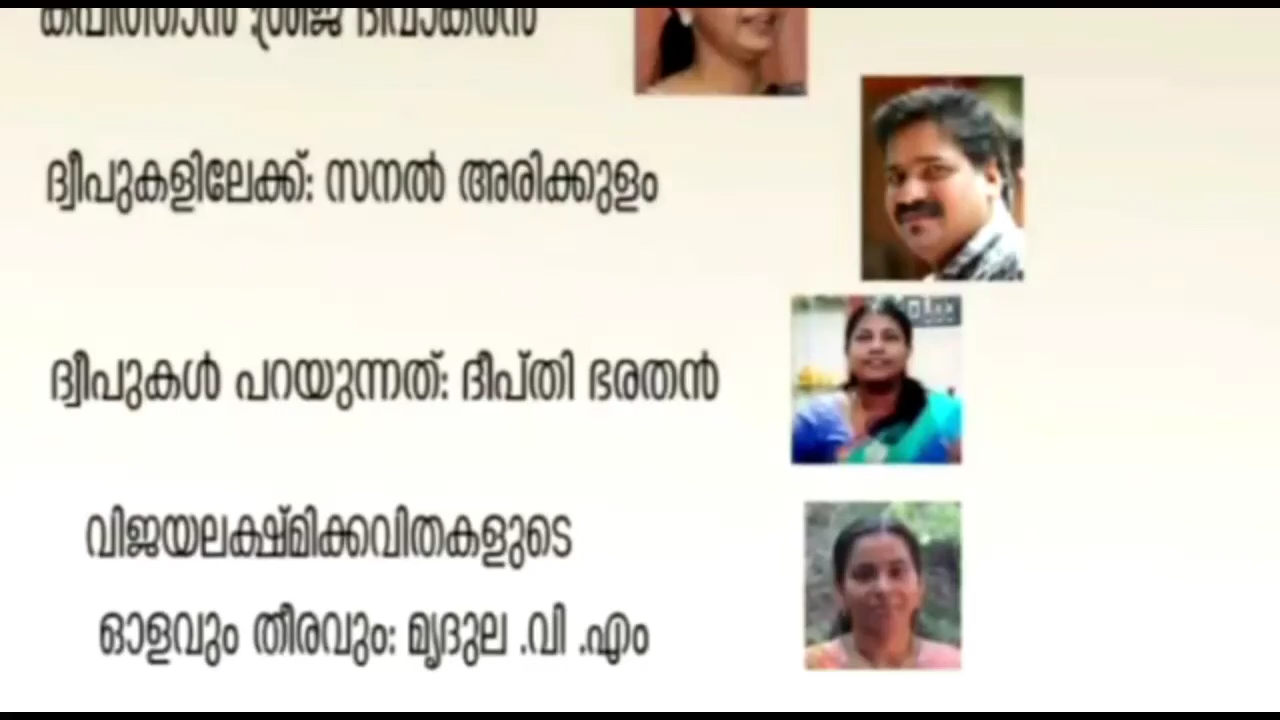 ദ്വീപുകളിലേക്ക്: സനൽ അരിക്കുളം
ദ്വീപുകൾ പറയുന്നത്: ദീപ്തി ഭരതൻ
വിജയലക്ഷ്മിക്കവിതകളുടെ
ഓളവും തീരവും: മൃദുല .വി .എം